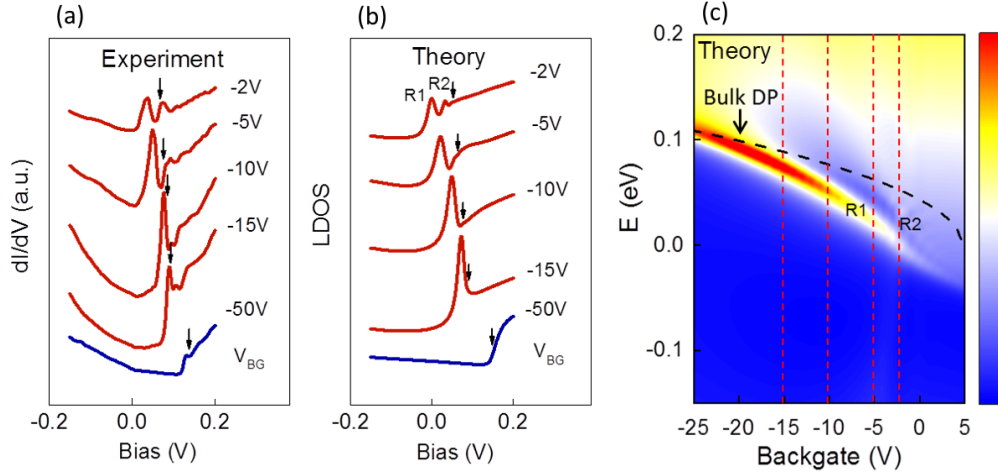 (a)
Experiment
-2V
-5V
-10V
-15V
-50V
V_BG
dI/dV (a.u.)
-0.2
0.0
0.2
Bias (V)
(b)
Theory
R1
R2
-2V
-5V
-10V
-15V
-50V
V_BG
LDOS
-0.2
0.0
0.2
Bias (V)
(c)
Theory
Bulk DP
R1
R2
0.2
0.1
0.0
-0.1
E (eV)
-25
-20
-15
-10
-5
0
5
Backgate (V)